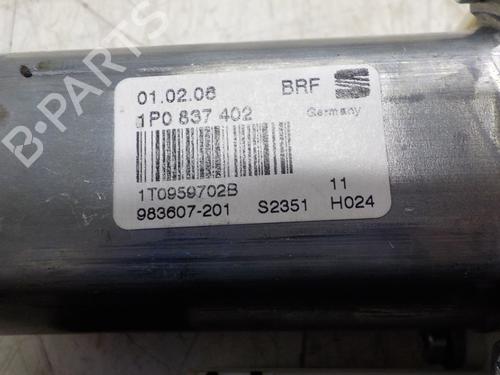 01.02.06 BRF
Germany
1P0 837 402
1T0959702B 11
983607-201 S2351 H024
B-Parts